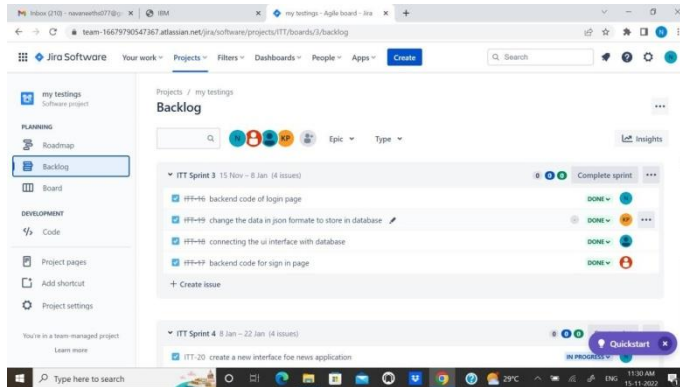 Inbox (210) - navaneetha077@g
IRM
my testings - Agile board - Jira
team-16679790547367.atlassian.net/jira/software/projects/ITT/boards/3/backlog
Jira Software Your work Projects Filters Dashboards People Apps Create Search
my testings
Software project
PLANNING
Roadmap
Backlog
Board
DEVELOPMENT
Code
Project pages
Add shortcut
Project settings
You're in a team-managed project
Learn more
Projects / my testings
Backlog
N KP Epic Type Insights
ITT Sprint 3 15 Nov – 8 Jan (4 issues) 0 0 0 Complete sprint
ITT-16 backend code of login page DONE N
ITT-19 change the data in json formate to store in database DONE KP
ITT-18 connecting the ui interface with database DONE
ITT-17 backend code for sign in page DONE
+ Create issue
ITT Sprint 4 8 Jan – 22 Jan (4 issues) 0 0 0
ITT-20 create a new interface foe news application IN PROGRESS
Quickstart
Type here to search
29°C ENG 11:30 AM
15-11-2022